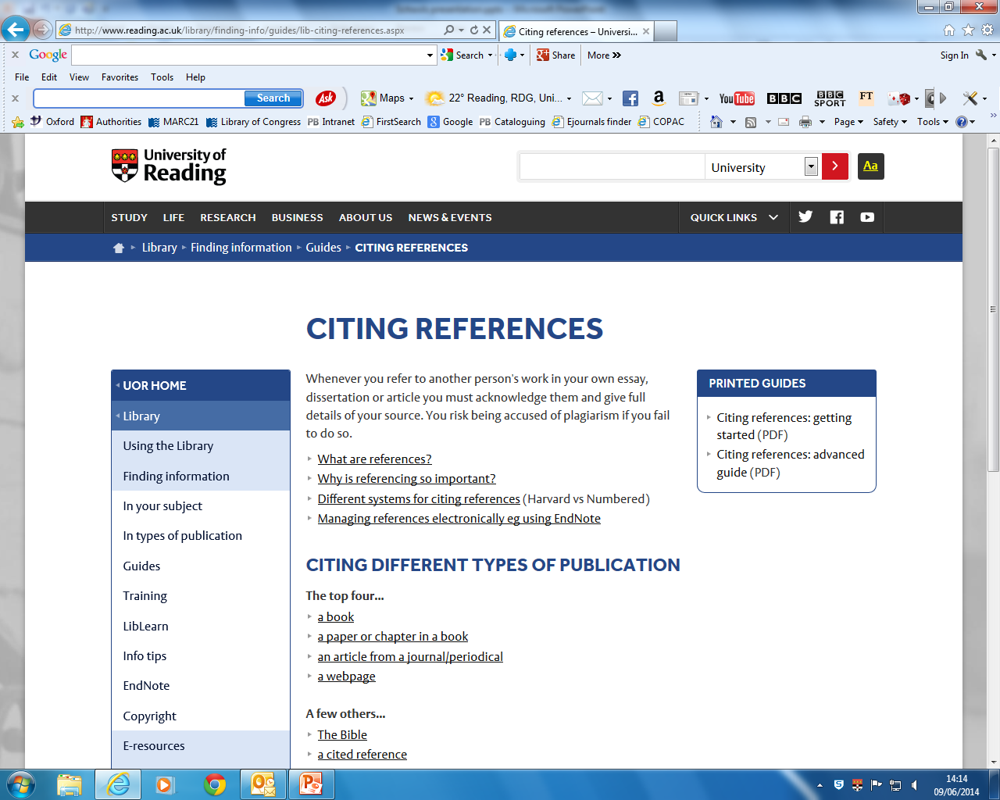 http://www.reading.ac.uk/library/finding-info/guides/lib-citing-references.aspx
Citing references – Universi...
Google
Search
Share
More »
Sign In
File Edit View Favorites Tools Help
Search
Ask
Maps
22° Reading, RDG, Uni...
YouTube
BBC
BBC SPORT
FT
Oxford
Authorities
MARC21
Library of Congress
PB Intranet
FirstSearch
Google
PB Cataloguing
Ejournals finder
COPAC
Page
Safety
Tools
University of
Reading
University
Aa
STUDY LIFE RESEARCH BUSINESS ABOUT US NEWS & EVENTS
QUICK LINKS
Library Finding information Guides CITING REFERENCES
CITING REFERENCES
UOR HOME
Library
Using the Library
Finding information
In your subject
In types of publication
Guides
Training
LibLearn
Info tips
EndNote
Copyright
E-resources
Whenever you refer to another person's work in your own essay,
dissertation or article you must acknowledge them and give full
details of your source. You risk being accused of plagiarism if you fail
to do so.
What are references?
Why is referencing so important?
Different systems for citing references (Harvard vs Numbered)
Managing references electronically eg using EndNote
CITING DIFFERENT TYPES OF PUBLICATION
The top four...
a book
a paper or chapter in a book
an article from a journal/periodical
a webpage
A few others...
The Bible
a cited reference
PRINTED GUIDES
Citing references: getting
started (PDF)
Citing references: advanced
guide (PDF)
14:14
09/06/2014